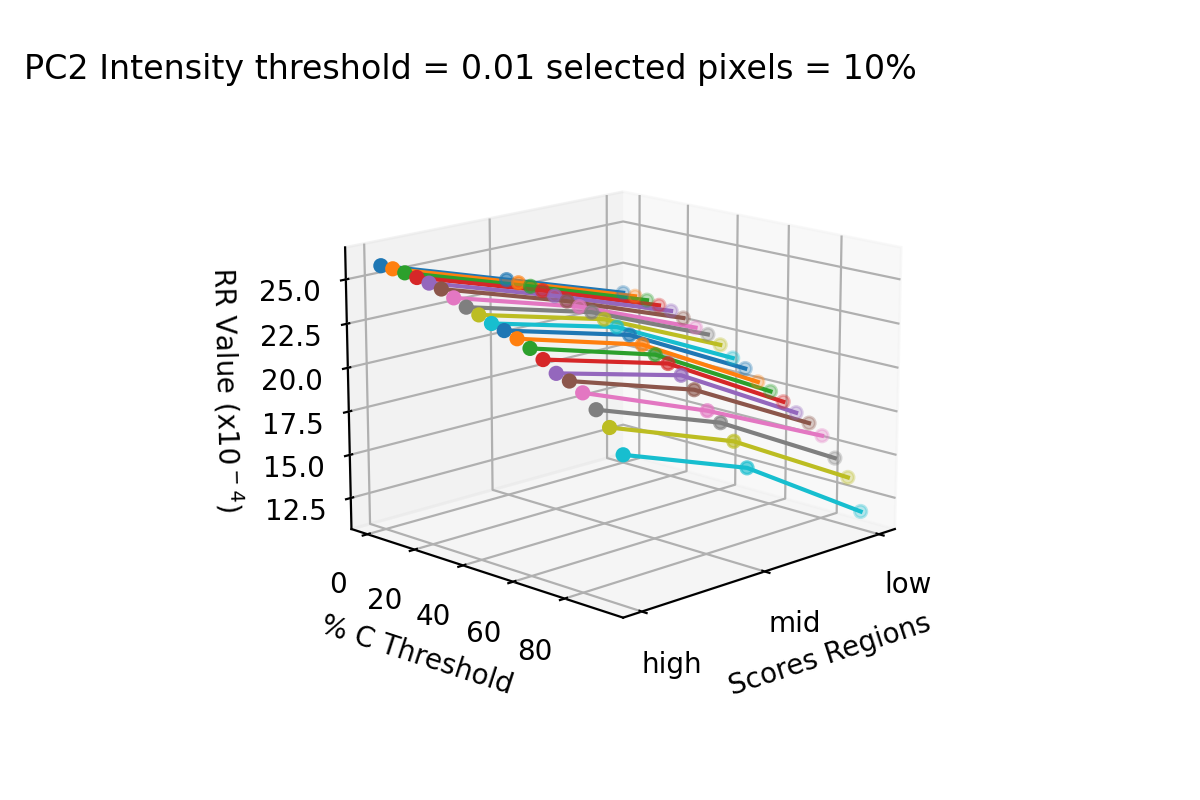 PC2 Intensity threshold = 0.01 selected pixels = 10%
RR Value (x10⁻⁴)
25.0
22.5
20.0
17.5
15.0
12.5
0
20
40
60
80
% C Threshold
high
mid
low
Scores Regions